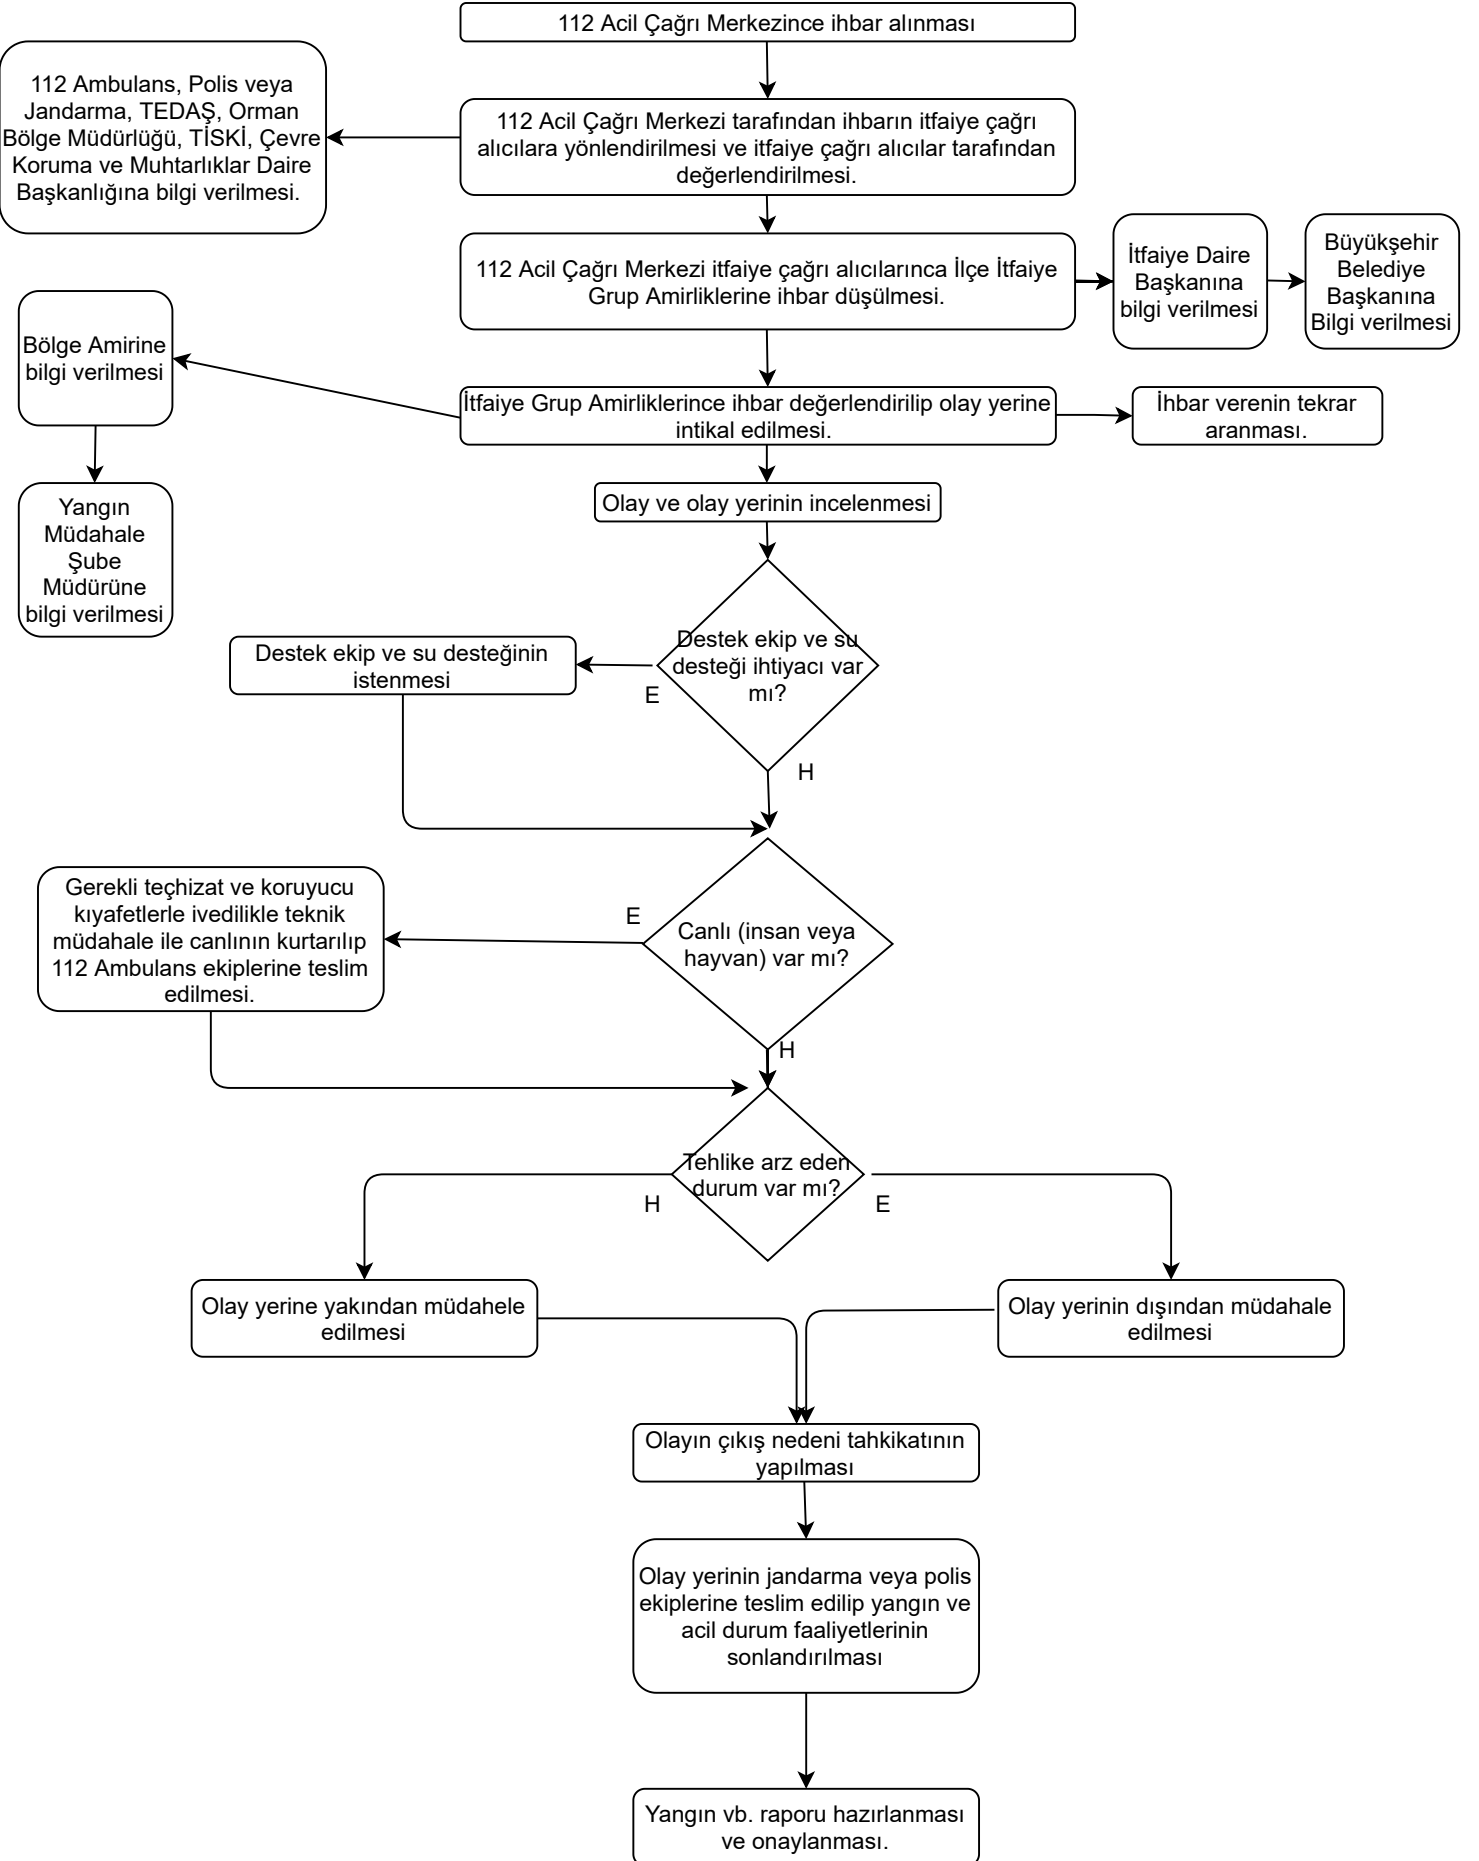 112 Acil Çağrı Merkezince ihbar alınması
112 Ambulans, Polis veya
Jandarma, TEDAŞ, Orman
Bölge Müdürlüğü, TİSKİ, Çevre
Koruma ve Muhtarlıklar Daire
Başkanlığına bilgi verilmesi.
112 Acil Çağrı Merkezi tarafından ihbarın itfaiye çağrı
alıcılara yönlendirilmesi ve itfaiye çağrı alıcılar tarafından
değerlendirilmesi.
112 Acil Çağrı Merkezi itfaiye çağrı alıcılarınca İlçe İtfaiye
Grup Amirliklerine ihbar düşülmesi.
İtfaiye Daire
Başkanına
bilgi verilmesi
Büyükşehir
Belediye
Başkanına
Bilgi verilmesi
Bölge Amirine
bilgi verilmesi
İtfaiye Grup Amirliklerince ihbar değerlendirilip olay yerine
intikal edilmesi.
İhbar verenin tekrar
aranması.
Yangın
Müdahale
Şube
Müdürüne
bilgi verilmesi
Olay ve olay yerinin incelenmesi
Destek ekip ve su
desteği ihtiyacı var
mı?
Destek ekip ve su desteğinin
istenmesi
E
H
Gerekli teçhizat ve koruyucu
kıyafetlerle ivedilikle teknik
müdahale ile canlının kurtarılıp
112 Ambulans ekiplerine teslim
edilmesi.
E
Canlı (insan veya
hayvan) var mı?
H
Tehlike arz eden
durum var mı?
H
E
Olay yerine yakından müdahele
edilmesi
Olay yerinin dışından müdahale
edilmesi
Olayın çıkış nedeni tahkikatının
yapılması
Olay yerinin jandarma veya polis
ekiplerine teslim edilip yangın ve
acil durum faaliyetlerinin
sonlandırılması
Yangın vb. raporu hazırlanması
ve onaylanması.